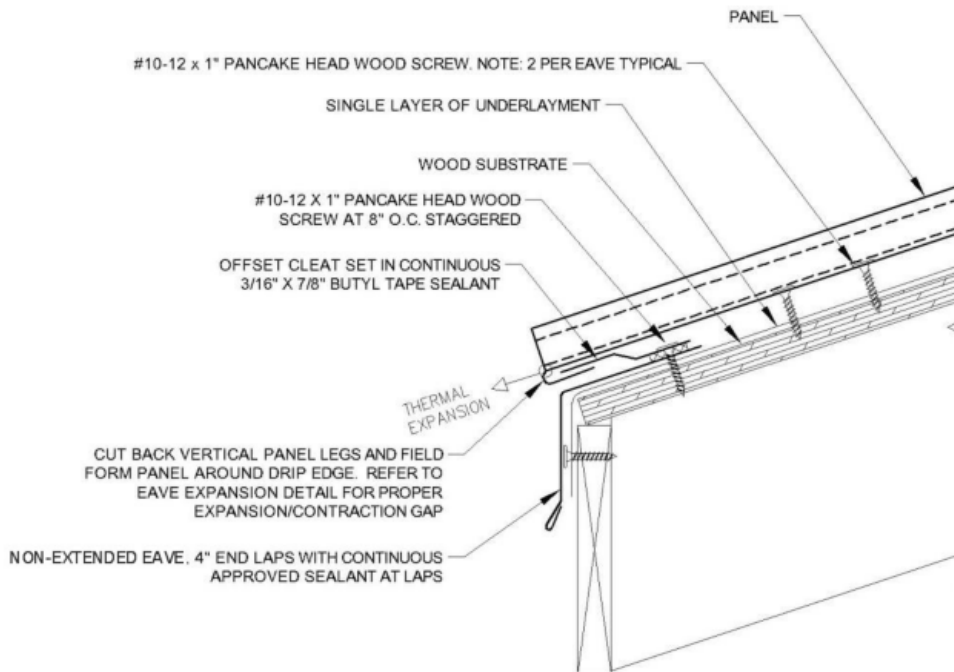 PANEL
#10-12 x 1" PANCAKE HEAD WOOD SCREW. NOTE: 2 PER EAVE TYPICAL
SINGLE LAYER OF UNDERLAYMENT
WOOD SUBSTRATE
#10-12 X 1" PANCAKE HEAD WOOD
SCREW AT 8" O.C. STAGGERED
OFFSET CLEAT SET IN CONTINUOUS
3/16" X 7/8" BUTYL TAPE SEALANT
THERMAL
EXPANSION
CUT BACK VERTICAL PANEL LEGS AND FIELD
FORM PANEL AROUND DRIP EDGE. REFER TO
EAVE EXPANSION DETAIL FOR PROPER
EXPANSION/CONTRACTION GAP
NON-EXTENDED EAVE. 4" END LAPS WITH CONTINUOUS
APPROVED SEALANT AT LAPS